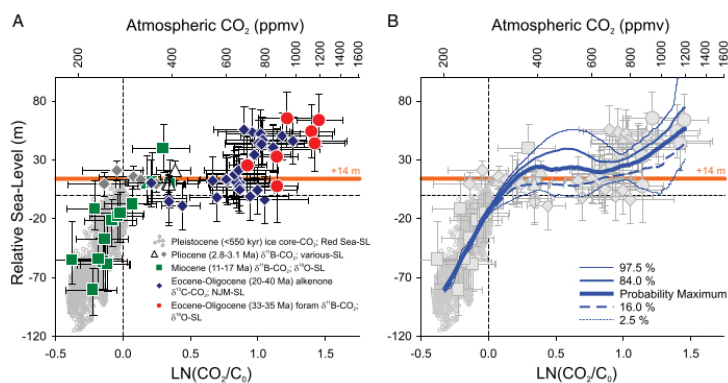 A
Atmospheric CO₂ (ppmv)
200 400 600 800 1000 1200 1400 1600
Relative Sea-Level (m)
80
30
-20
-70
-120
+14 m
Pleistocene (<550 kyr) ice core-CO₂; Red Sea-SL
Pliocene (2.8-3.1 Ma) δ¹¹B-CO₂; various-SL
Miocene (11-17 Ma) δ¹¹B-CO₂; δ¹⁸O-SL
Eocene-Oligocene (20-40 Ma) alkenone
δ¹³C-CO₂; NJM-SL
Eocene-Oligocene (33-35 Ma) foram δ¹¹B-CO₂;
δ¹⁸O-SL
-0.5 0.0 0.5 1.0 1.5
LN(CO₂/C₀)
B
Atmospheric CO₂ (ppmv)
200 400 600 800 1000 1200 1400 1600
80
30
-20
-70
-120
+14 m
97.5 %
84.0 %
Probability Maximum
16.0 %
2.5 %
-0.5 0.0 0.5 1.0 1.5
LN(CO₂/C₀)